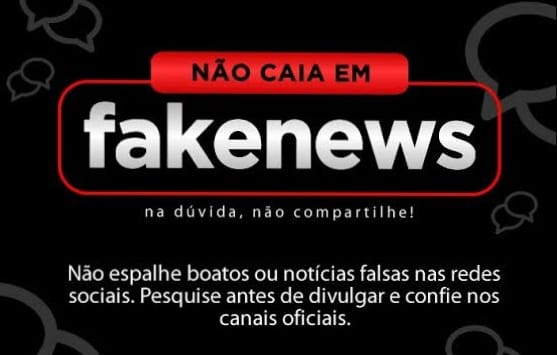 NÃO CAIA EM
fakenews
na dúvida, não compartilhe!
Não espalhe boatos ou notícias falsas nas redes
sociais. Pesquise antes de divulgar e confie nos
canais oficiais.